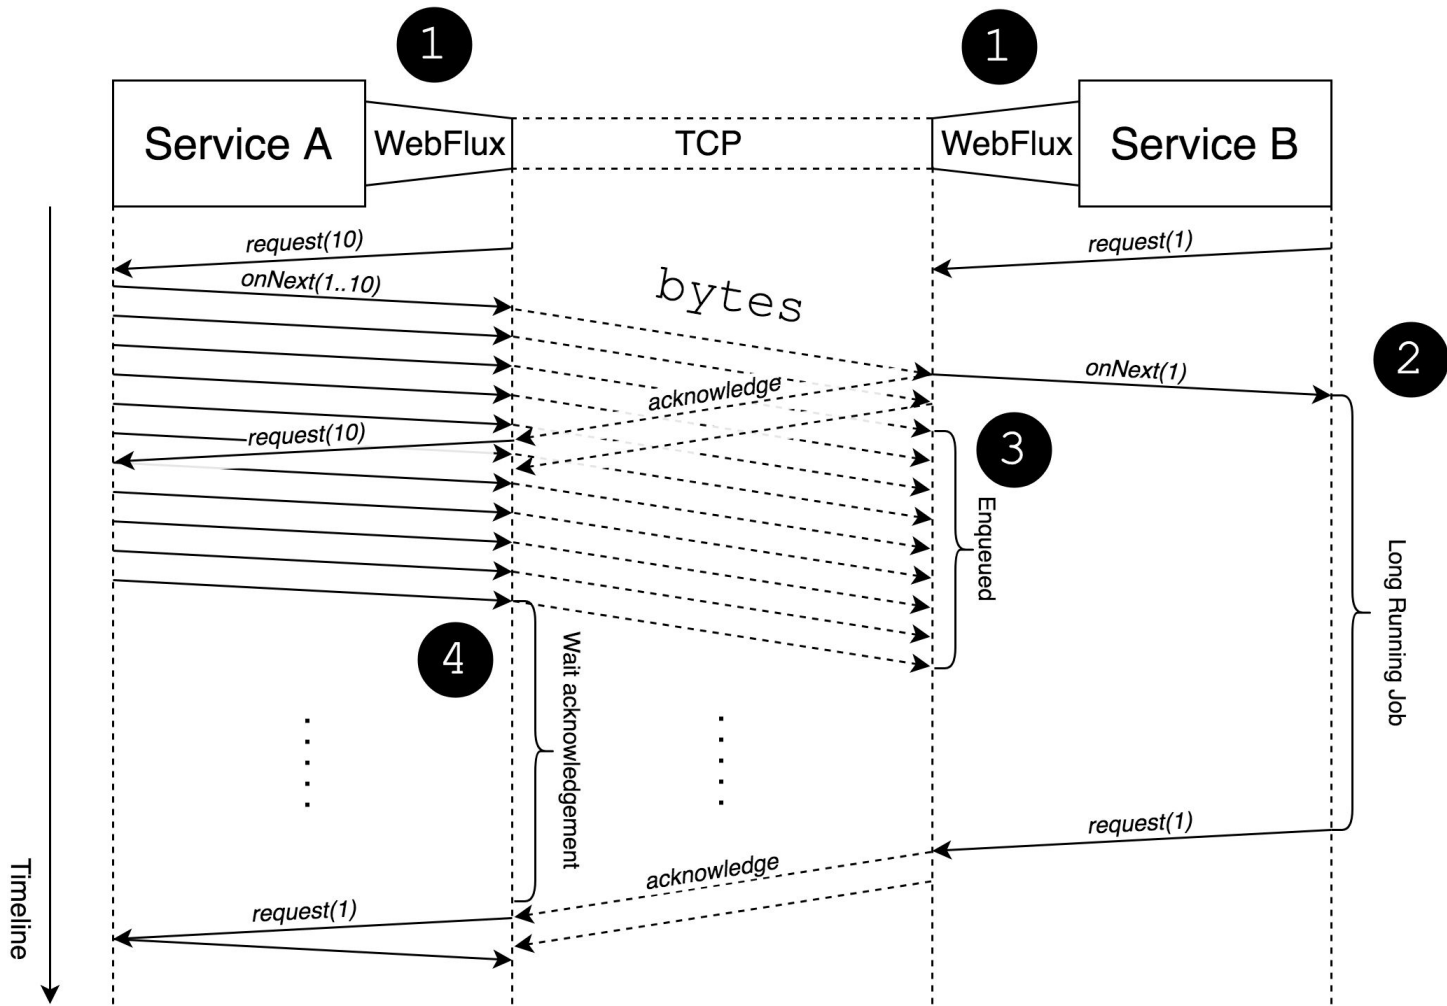 1
1
Service A
WebFlux
TCP
WebFlux
Service B
request(10)
request(1)
onNext(1..10)
bytes
2
onNext(1)
acknowledge
request(10)
3
Enqueued
Long Running Job
4
Wait acknowledgement
request(1)
acknowledge
request(1)
Timeline